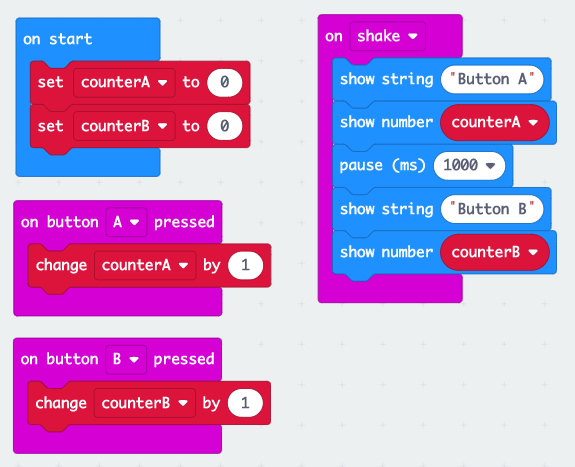 on start
set counterA to 0
set counterB to 0
on button A pressed
change counterA by 1
on button B pressed
change counterB by 1
on shake
show string "Button A"
show number counterA
pause (ms) 1000
show string "Button B"
show number counterB